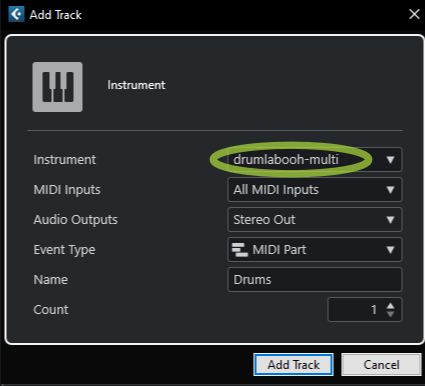 Add Track
Instrument
Instrument drumlabooh-multi
MIDI Inputs All MIDI Inputs
Audio Outputs Stereo Out
Event Type MIDI Part
Name Drums
Count 1
Add Track Cancel